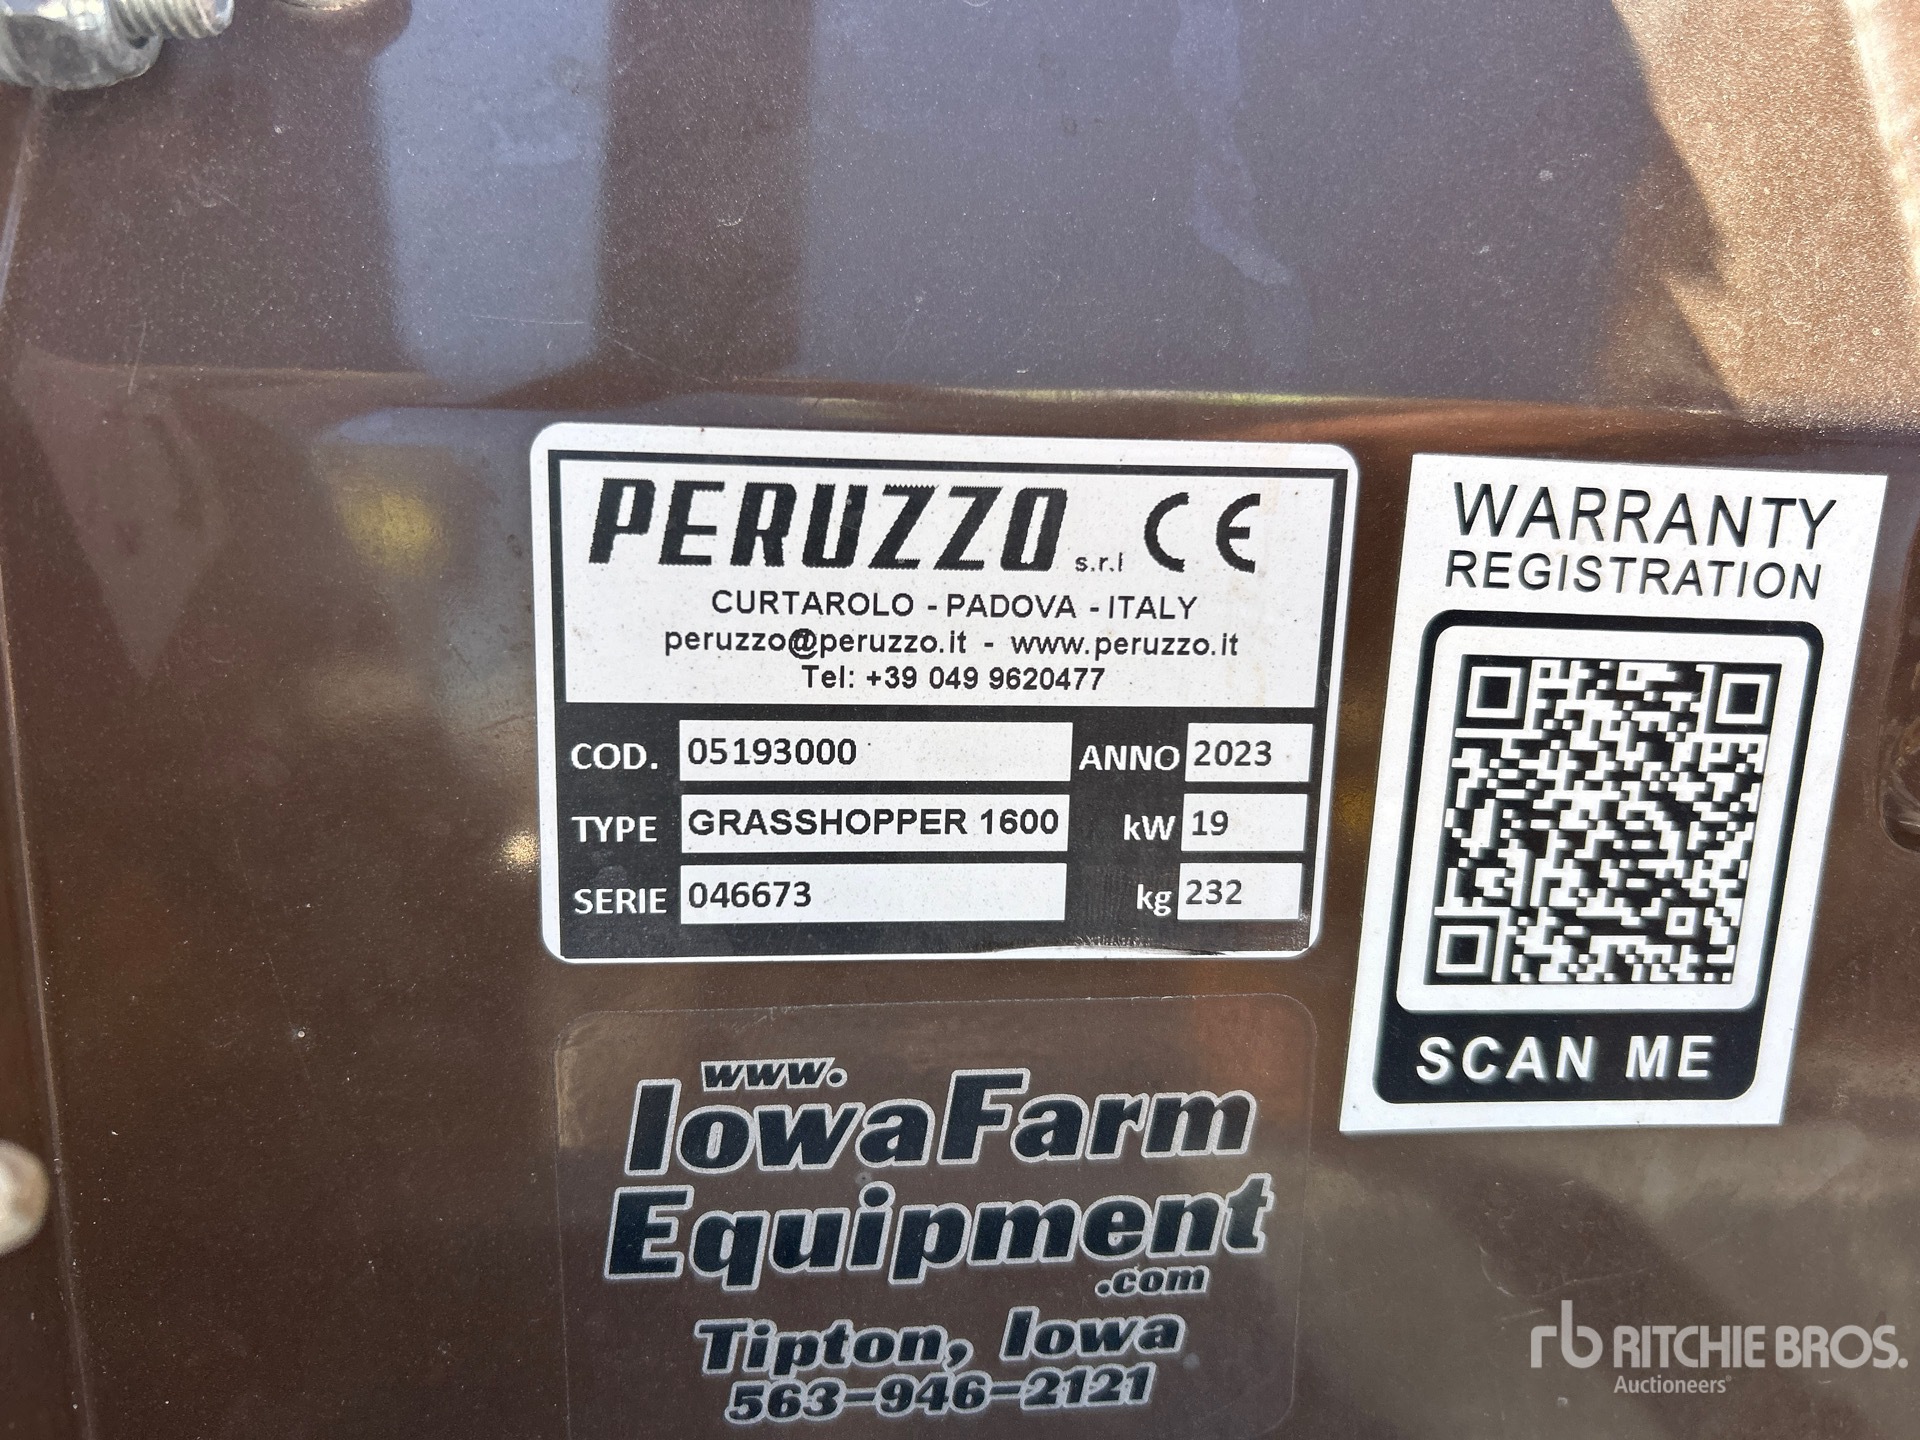 PERUZZO s.r.l CE
CURTAROLO - PADOVA - ITALY
peruzzo@peruzzo.it - www.peruzzo.it
Tel: +39 049 9620477
COD. 05193000 ANNO 2023
TYPE GRASSHOPPER 1600 kW 19
SERIE 046673 kg 232
WARRANTY
REGISTRATION
SCAN ME
www.
IowaFarm
Equipment
.com
Tipton, Iowa
563-946-2121
rb RITCHIE BROS.
Auctioneers